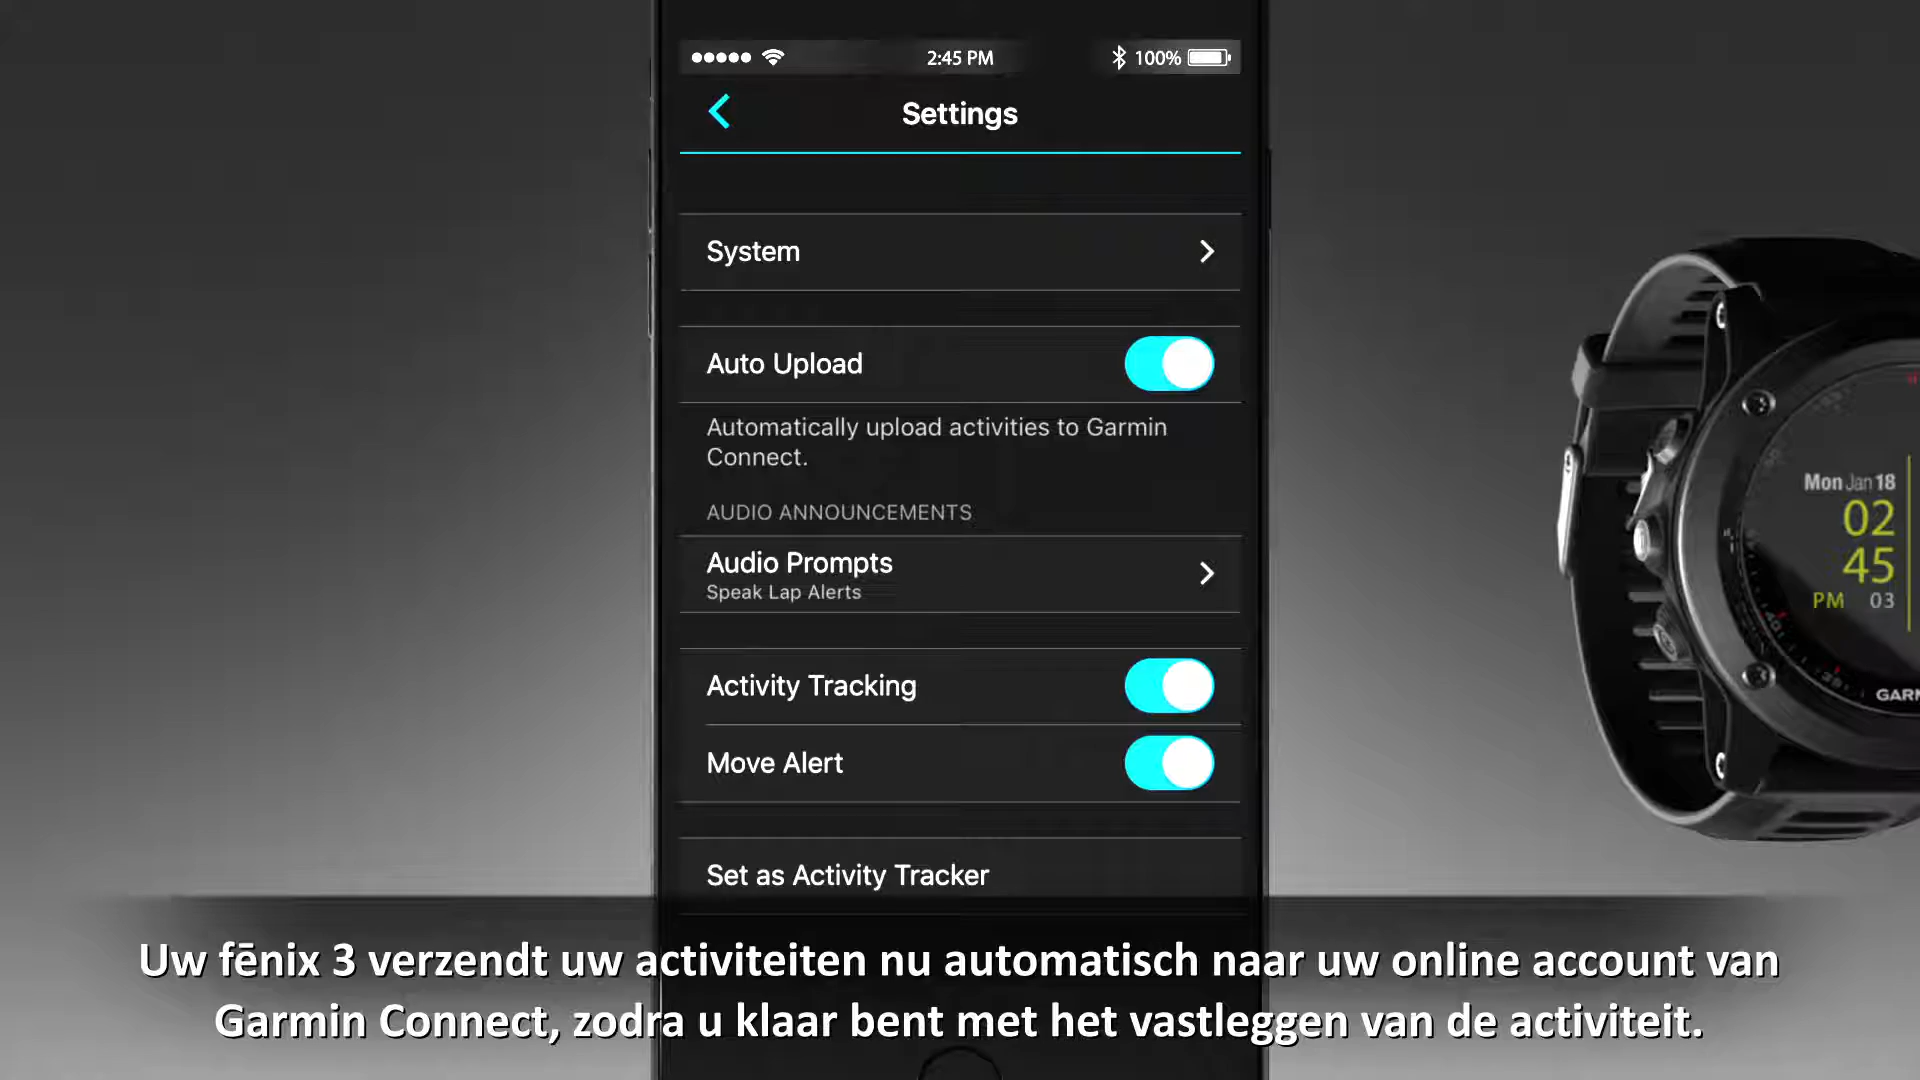 2:45 PM
100%
Settings
System
Auto Upload
Automatically upload activities to Garmin
Connect.
AUDIO ANNOUNCEMENTS
Audio Prompts
Speak Lap Alerts
Activity Tracking
Move Alert
Set as Activity Tracker
Mon Jan 18
02
45
PM 03
GARM
Uw fēnix 3 verzendt uw activiteiten nu automatisch naar uw online account van
Garmin Connect, zodra u klaar bent met het vastleggen van de activiteit.